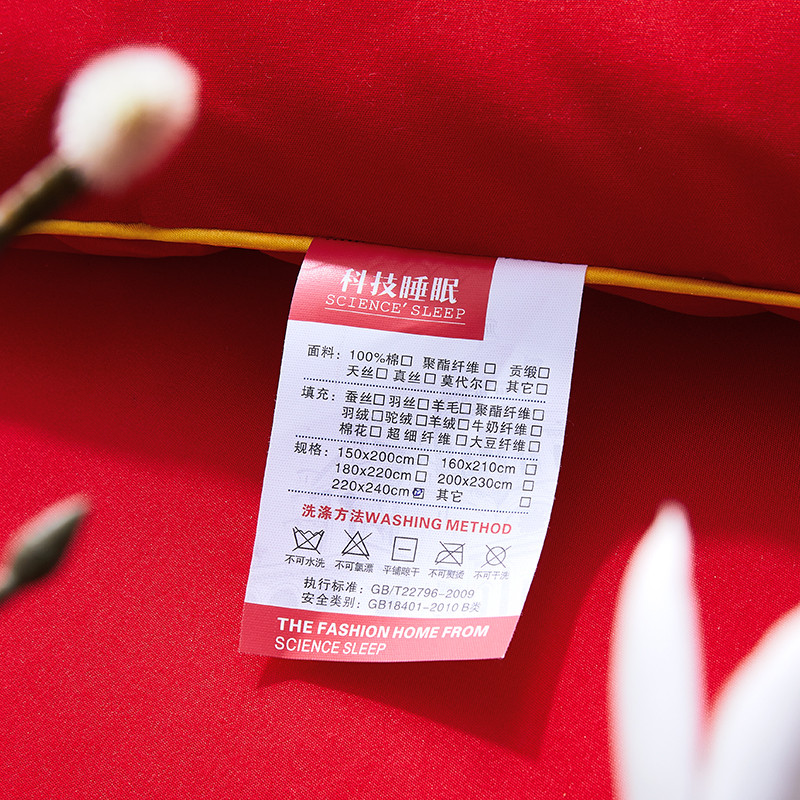 科技睡眠
SCIENCE' SLEEP
面料：100%棉□ 聚酯纤维□ 贡缎□
天丝□ 真丝□ 莫代尔□ 其它□
填充：蚕丝□ 羽丝□ 羊毛□ 聚酯纤维□
羽绒□ 驼绒□ 羊绒□ 牛奶纤维□
棉花□ 超细纤维□ 大豆纤维□
规格：150x200cm□ 160x210cm□
180x220cm□ 200x230cm□
220x240cm☑ 其它□
洗涤方法WASHING METHOD
不可水洗 不可氯漂 平铺晾干 不可熨烫 不可干洗
执行标准：GB/T22796-2009
安全类别：GB18401-2010 B类
THE FASHION HOME FROM
SCIENCE SLEEP